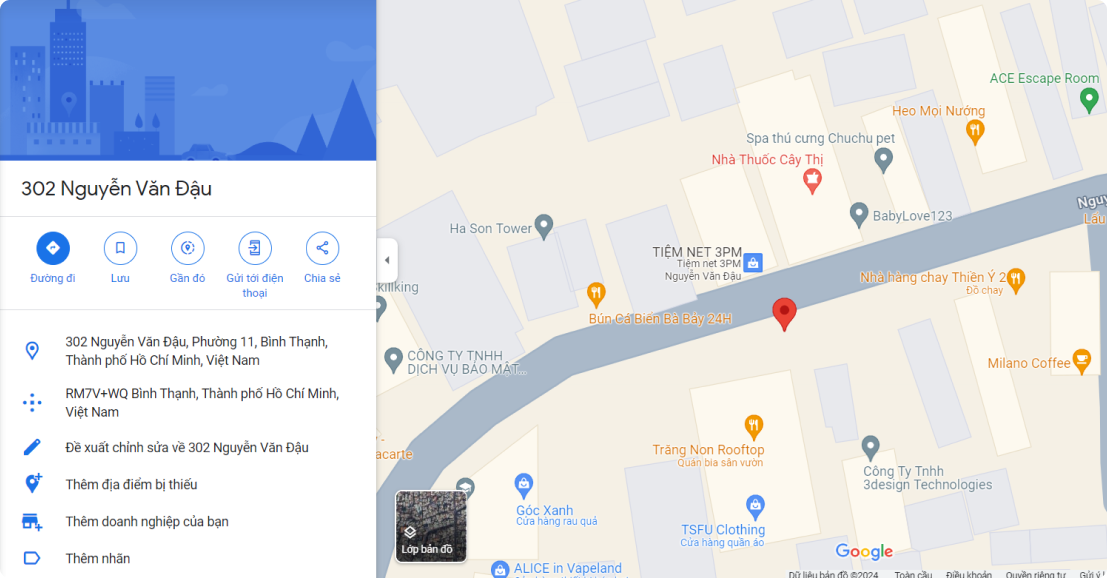 302 Nguyễn Văn Đậu
Đường đi
Lưu
Gần đó
Gửi tới điện
thoại
Chia sẻ
302 Nguyễn Văn Đậu, Phường 11, Bình Thạnh,
Thành phố Hồ Chí Minh, Việt Nam
RM7V+WQ Bình Thạnh, Thành phố Hồ Chí Minh,
Việt Nam
Đề xuất chỉnh sửa về 302 Nguyễn Văn Đậu
Thêm địa điểm bị thiếu
Thêm doanh nghiệp của bạn
Thêm nhãn
ACE Escape Room
Heo Mọi Nướng
Spa thú cưng Chuchu pet
Nhà Thuốc Cây Thị
BabyLove123
Ha Son Tower
TIỆM NET 3PM
Tiệm net 3PM
Nguyễn Văn Đậu
Nhà hàng chay Thiên Ý 2
Đồ chay
Bún Cá Biển Bà Bảy 24H
CÔNG TY TNHH
DỊCH VỤ BẢO MẬT...
Milano Coffee
Trăng Non Rooftop
Quán bia sân vườn
Công Ty Tnhh
3design Technologies
Góc Xanh
Cửa hàng rau quả
TSFU Clothing
Cửa hàng quần áo
ALICE in Vapeland
Lớp bản đồ
Google
Dữ liệu bản đồ ©2024
Toàn cầu
Điều khoản
Quyền riêng tư